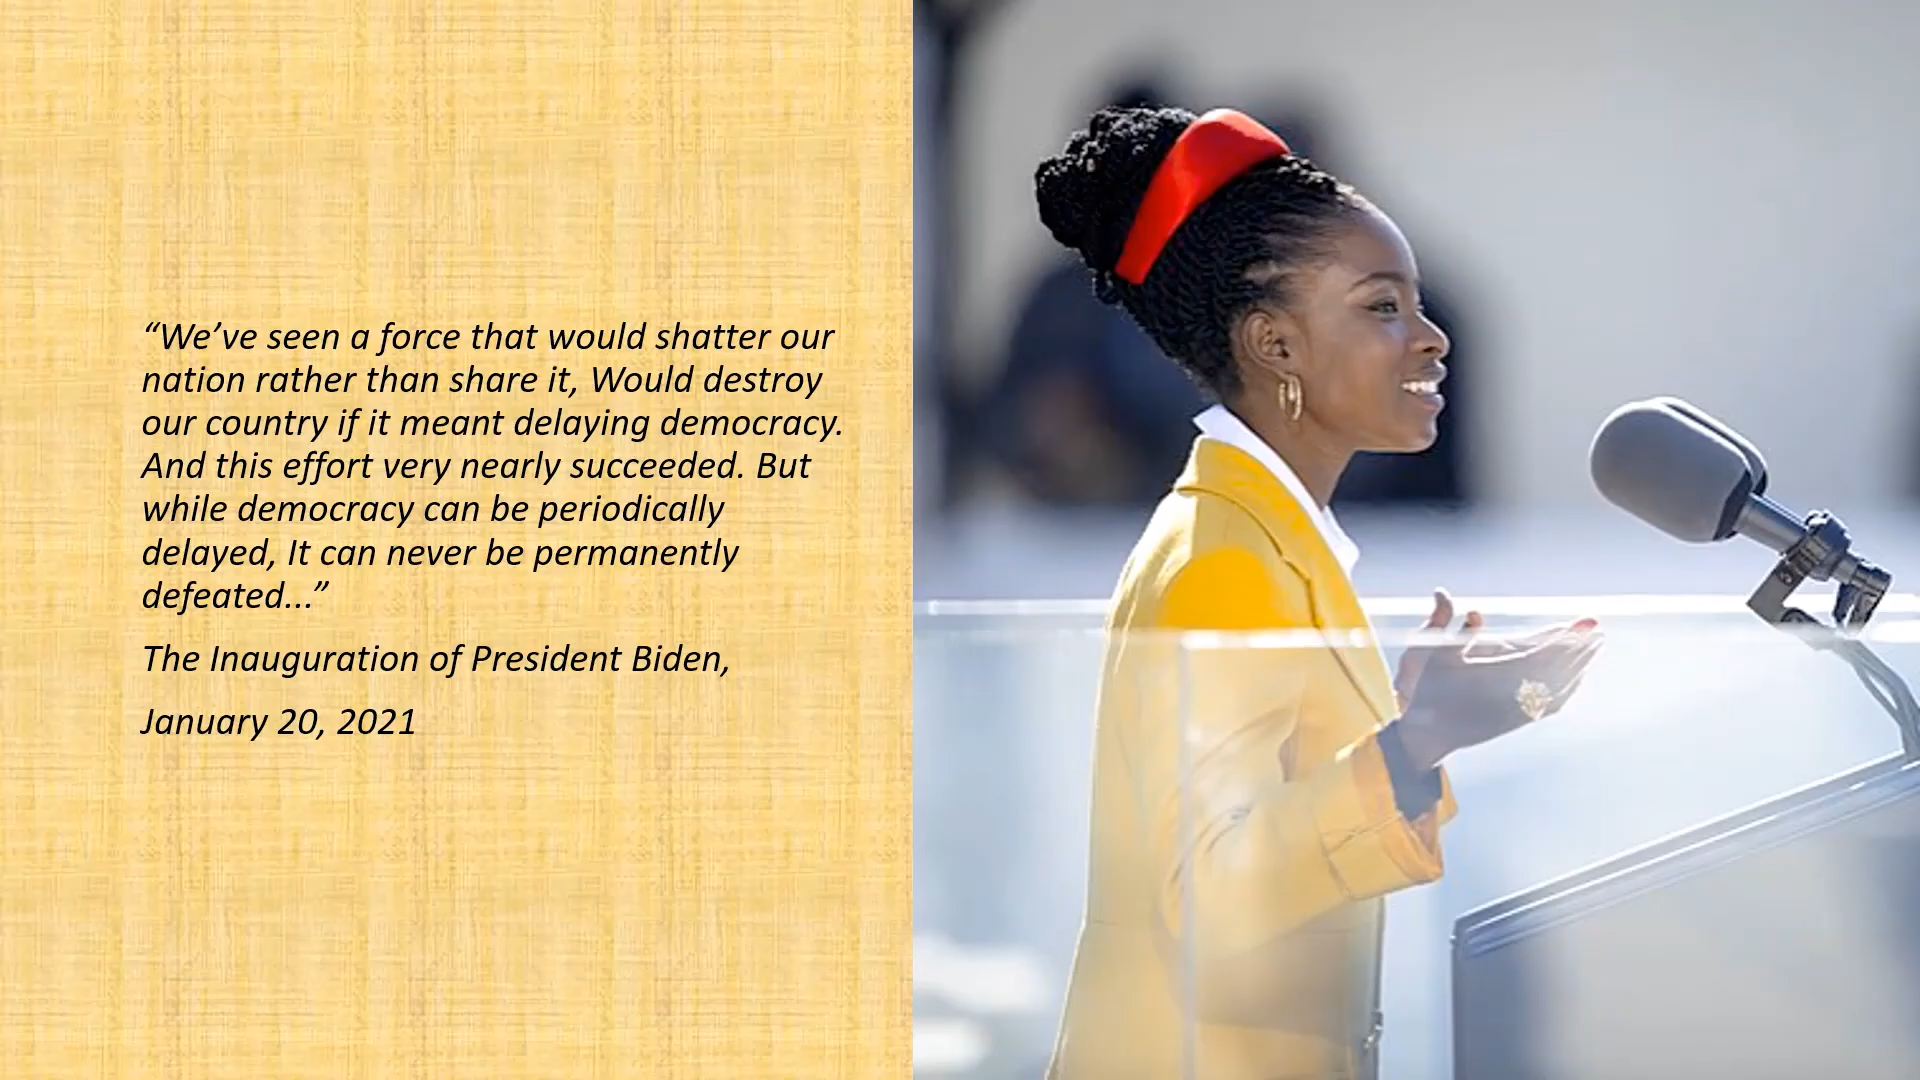 “We’ve seen a force that would shatter our
nation rather than share it, Would destroy
our country if it meant delaying democracy.
And this effort very nearly succeeded. But
while democracy can be periodically
delayed, It can never be permanently
defeated...”
The Inauguration of President Biden,
January 20, 2021